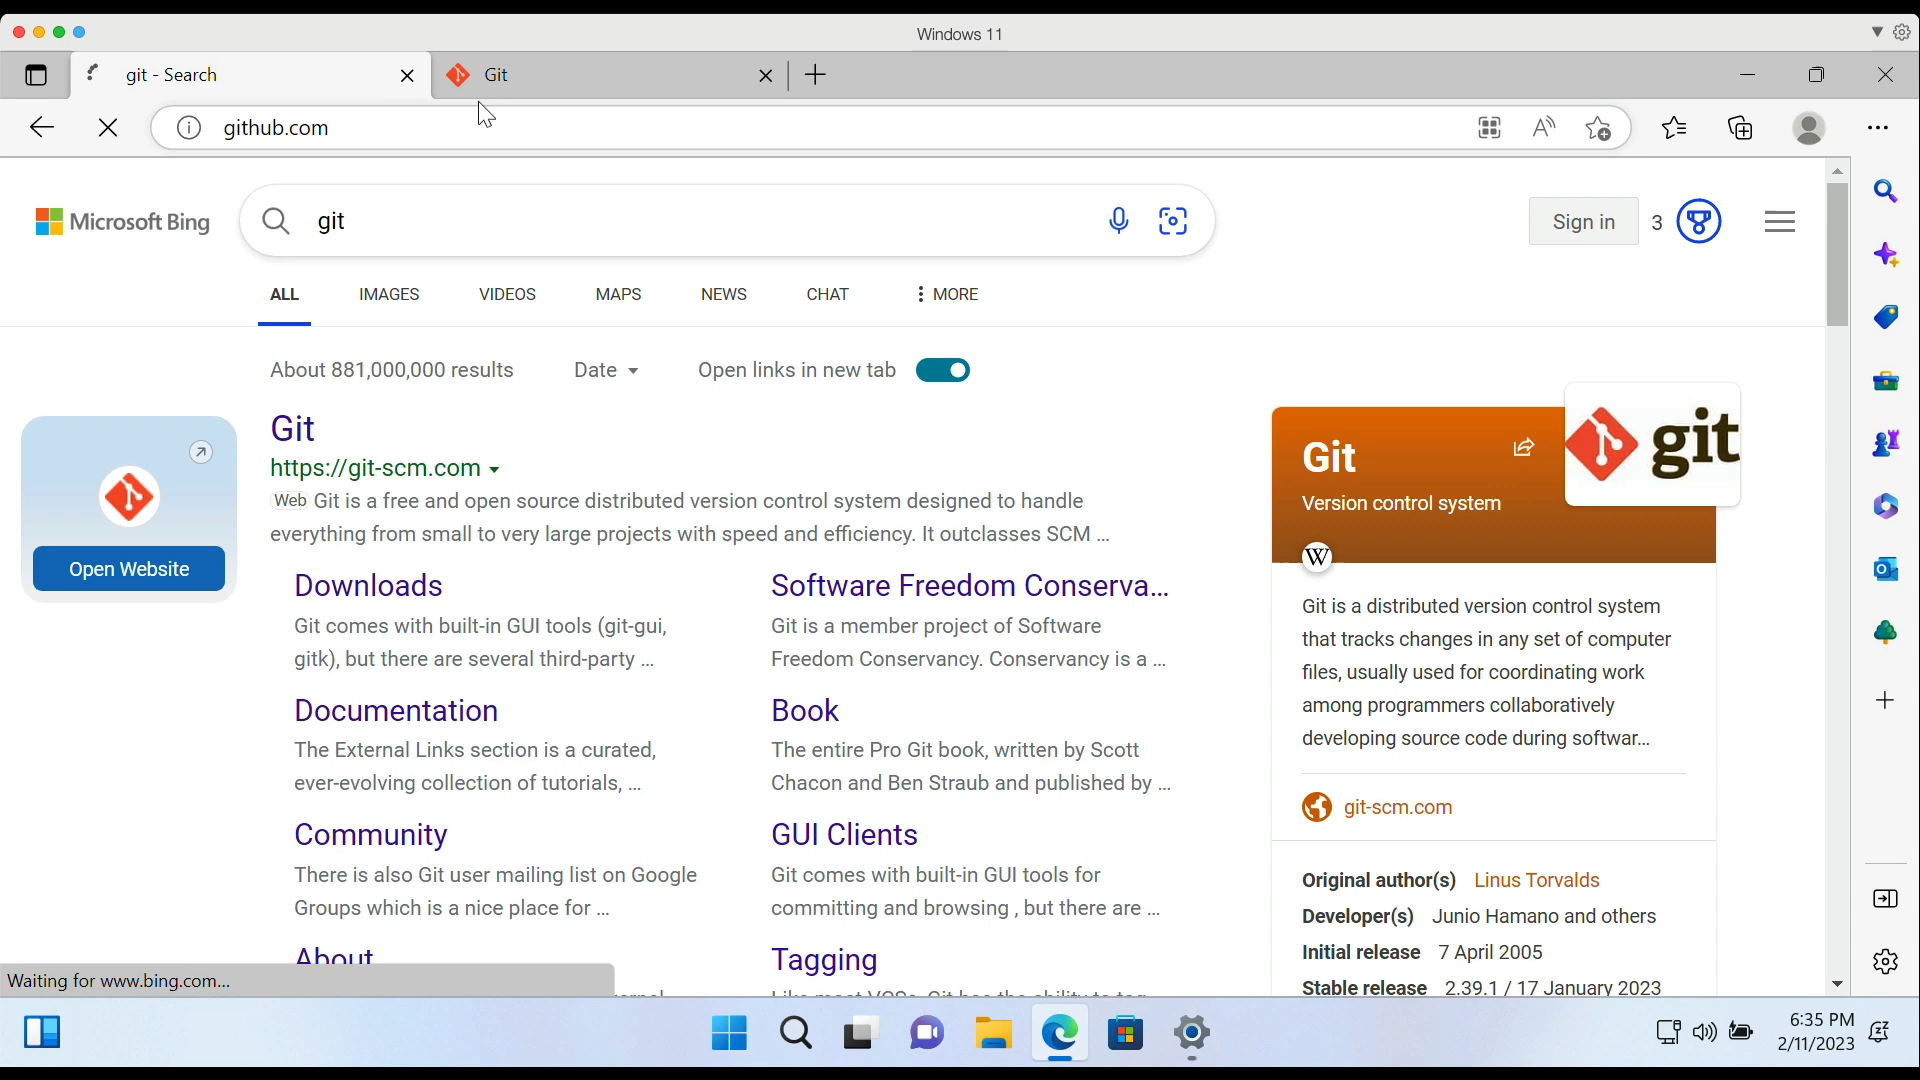 Windows 11
git - Search
Git
github.com
Microsoft Bing
git
Sign in
3
ALL
IMAGES
VIDEOS
MAPS
NEWS
CHAT
MORE
About 881,000,000 results
Date
Open links in new tab
Open Website
Git
https://git-scm.com
Web Git is a free and open source distributed version control system designed to handle
everything from small to very large projects with speed and efficiency. It outclasses SCM ...
Downloads
Git comes with built-in GUI tools (git-gui,
gitk), but there are several third-party ...
Software Freedom Conserva...
Git is a member project of Software
Freedom Conservancy. Conservancy is a ...
Documentation
The External Links section is a curated,
ever-evolving collection of tutorials, ...
Book
The entire Pro Git book, written by Scott
Chacon and Ben Straub and published by ...
Community
There is also Git user mailing list on Google
Groups which is a nice place for ...
GUI Clients
Git comes with built-in GUI tools for
committing and browsing , but there are ...
About
Tagging
Git
Version control system
git
W
Git is a distributed version control system
that tracks changes in any set of computer
files, usually used for coordinating work
among programmers collaboratively
developing source code during softwar...
git-scm.com
Original author(s) Linus Torvalds
Developer(s) Junio Hamano and others
Initial release 7 April 2005
Stable release 2.39.1 / 17 January 2023
Waiting for www.bing.com...
6:35 PM
2/11/2023